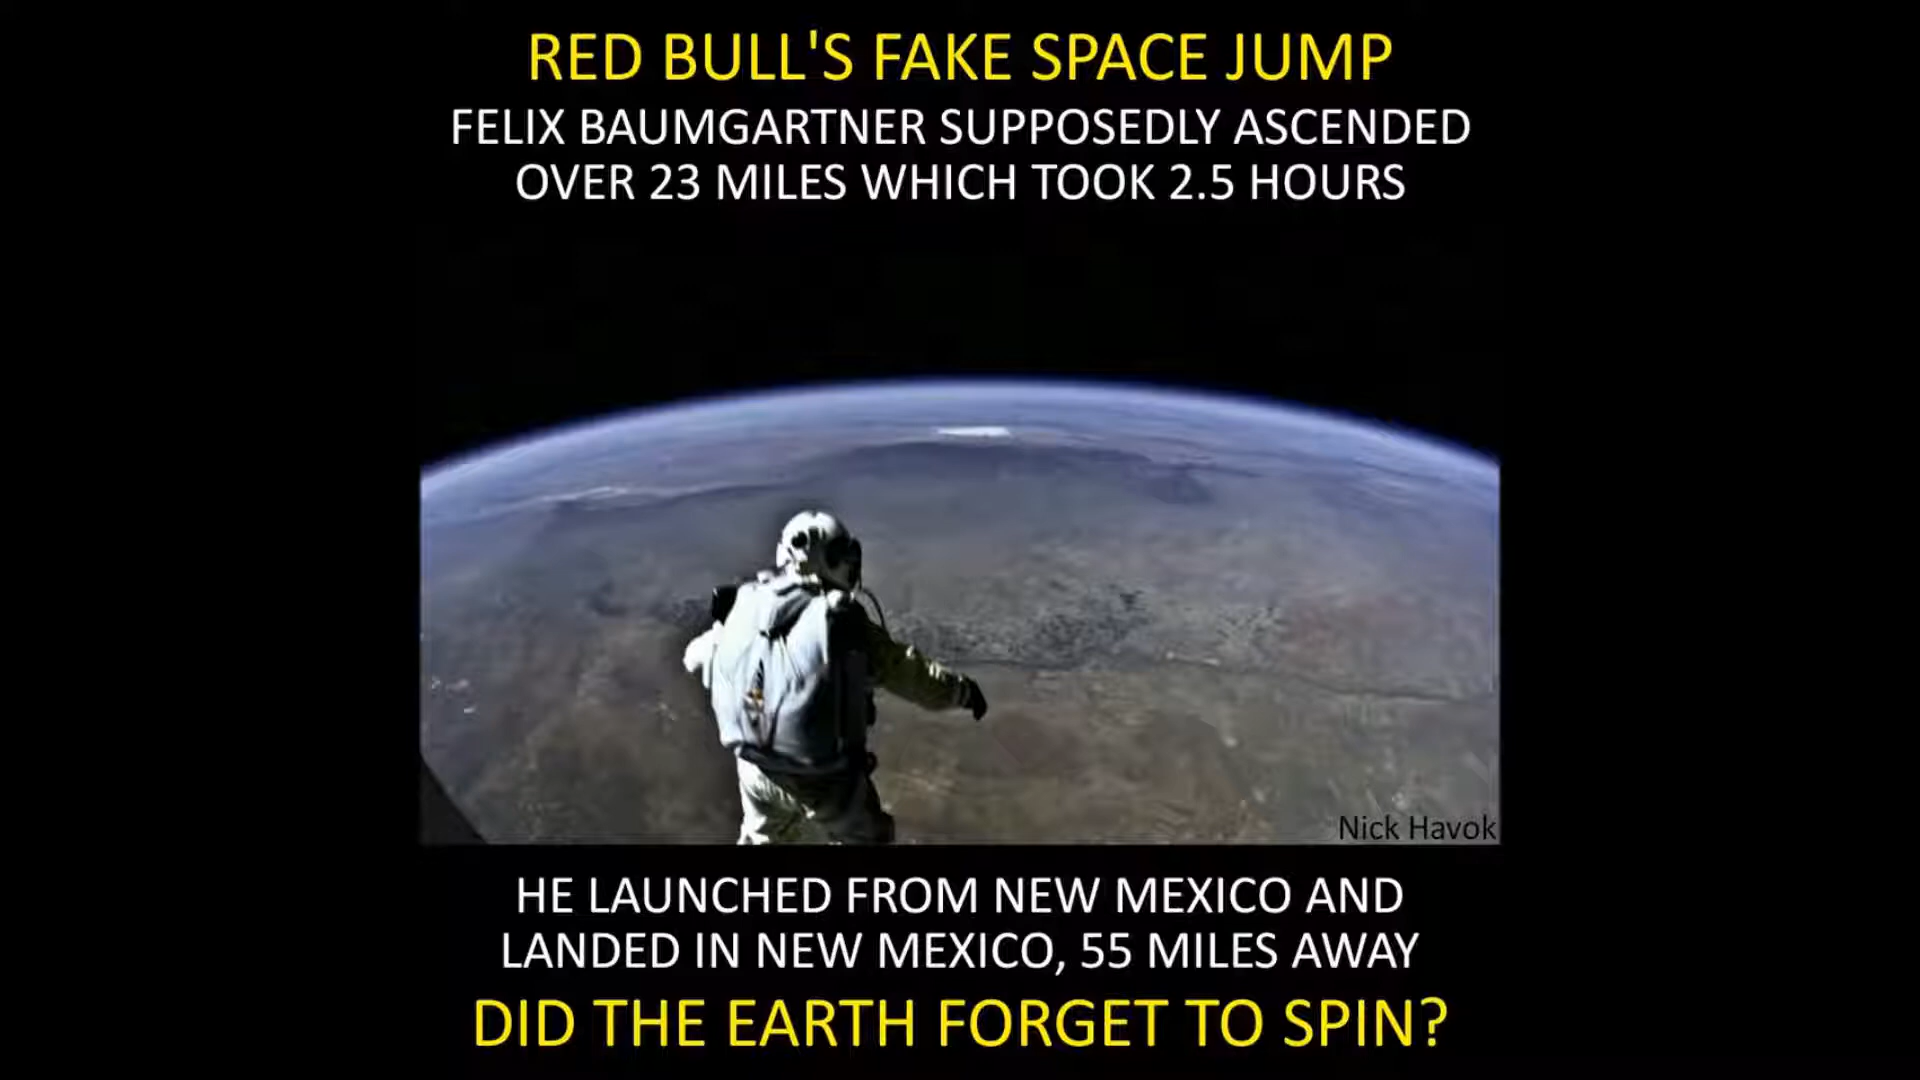 RED BULL'S FAKE SPACE JUMP
FELIX BAUMGARTNER SUPPOSEDLY ASCENDED
OVER 23 MILES WHICH TOOK 2.5 HOURS
Nick Havok
HE LAUNCHED FROM NEW MEXICO AND
LANDED IN NEW MEXICO, 55 MILES AWAY
DID THE EARTH FORGET TO SPIN?